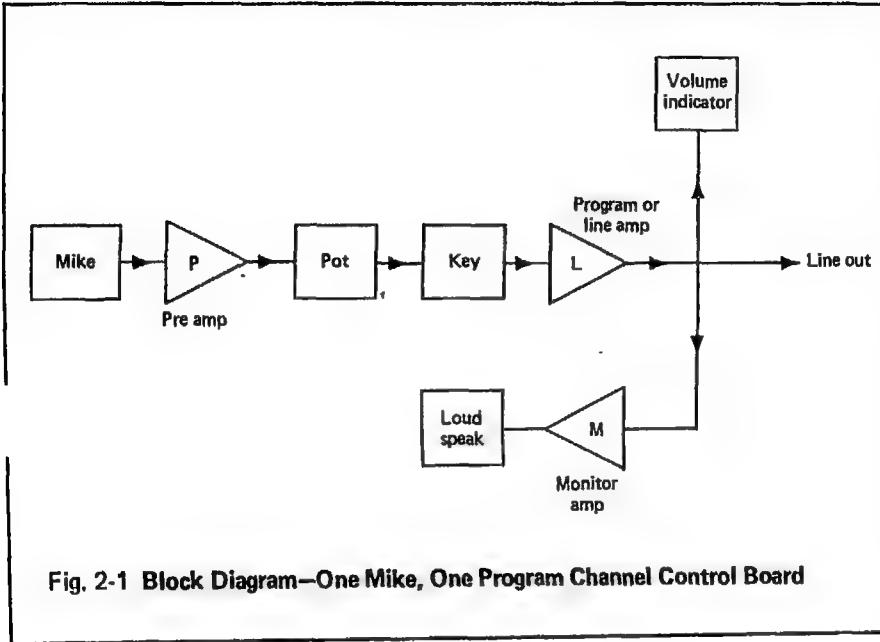 Volume
indicator
Program or
line amp
Mike
P
Pot
Key
L
Line out
Pre amp
Loud
speak
M
Monitor
amp
Fig. 2-1 Block Diagram—One Mike, One Program Channel Control Board